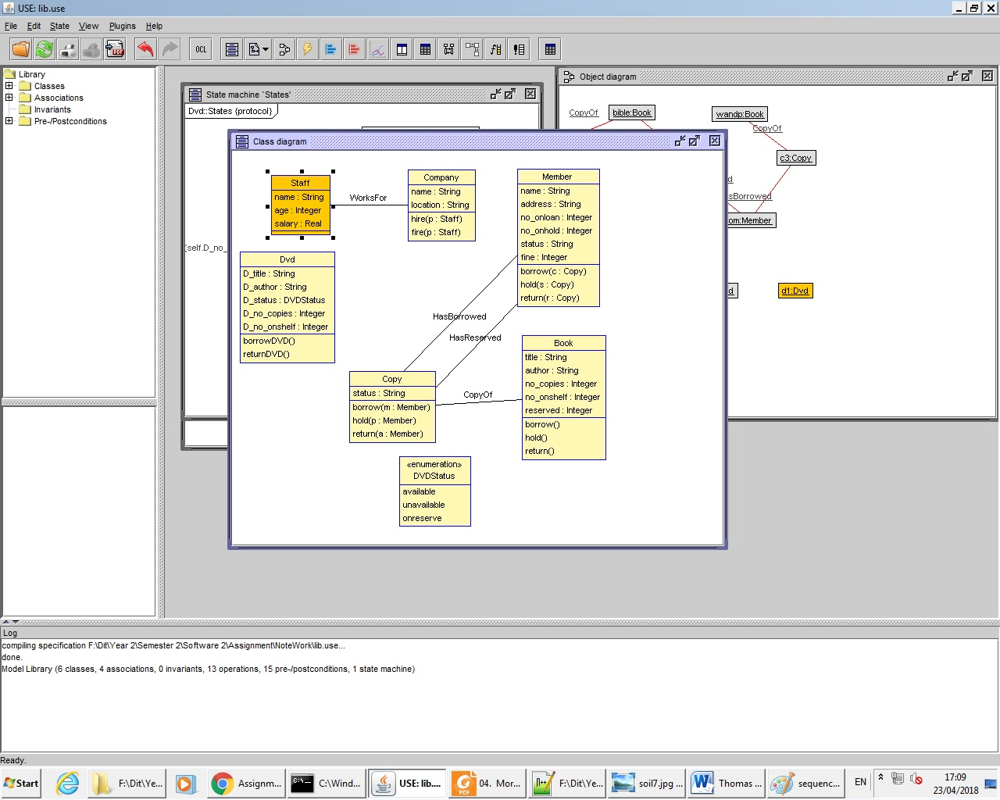 USE: lib.use
File Edit State View Plugins Help
OCL
PDF
Library
Classes
Associations
Invariants
Pre-/Postconditions
State machine `States'
Dvd::States {protocol}
(self.D_no_
Object diagram
CopyOf
bible:Book
wandp:Book
CopyOf
c3:Copy
d
sBorrowed
om:Member
d
d1:Dvd
Class diagram
Staff
name : String
age : Integer
salary : Real
WorksFor
Company
name : String
location : String
hire(p : Staff)
fire(p : Staff)
Member
name : String
address : String
no_onloan : Integer
no_onhold : Integer
status : String
fine : Integer
borrow(c : Copy)
hold(s : Copy)
return(r : Copy)
Dvd
D_title : String
D_author : String
D_status : DVDStatus
D_no_copies : Integer
D_no_onshelf : Integer
borrowDVD()
returnDVD()
HasBorrowed
HasReserved
Book
title : String
author : String
no_copies : Integer
no_onshelf : Integer
reserved : Integer
borrow()
hold()
return()
Copy
status : String
borrow(m : Member)
hold(p : Member)
return(a : Member)
CopyOf
«enumeration»
DVDStatus
available
unavailable
onreserve
Log
compiling specification F:\Dit\Year 2\Semester 2\Software 2\Assignment\NoteWork\lib.use...
done.
Model Library (6 classes, 4 associations, 0 invariants, 13 operations, 15 pre-/postconditions, 1 state machine)
Ready.
Start
F:\Dit\Ye...
Assignm...
C:\Wind...
USE: lib....
04. Mor...
F:\Dit\Ye...
soil7.jpg ...
Thomas ...
sequenc...
EN
17:09
23/04/2018